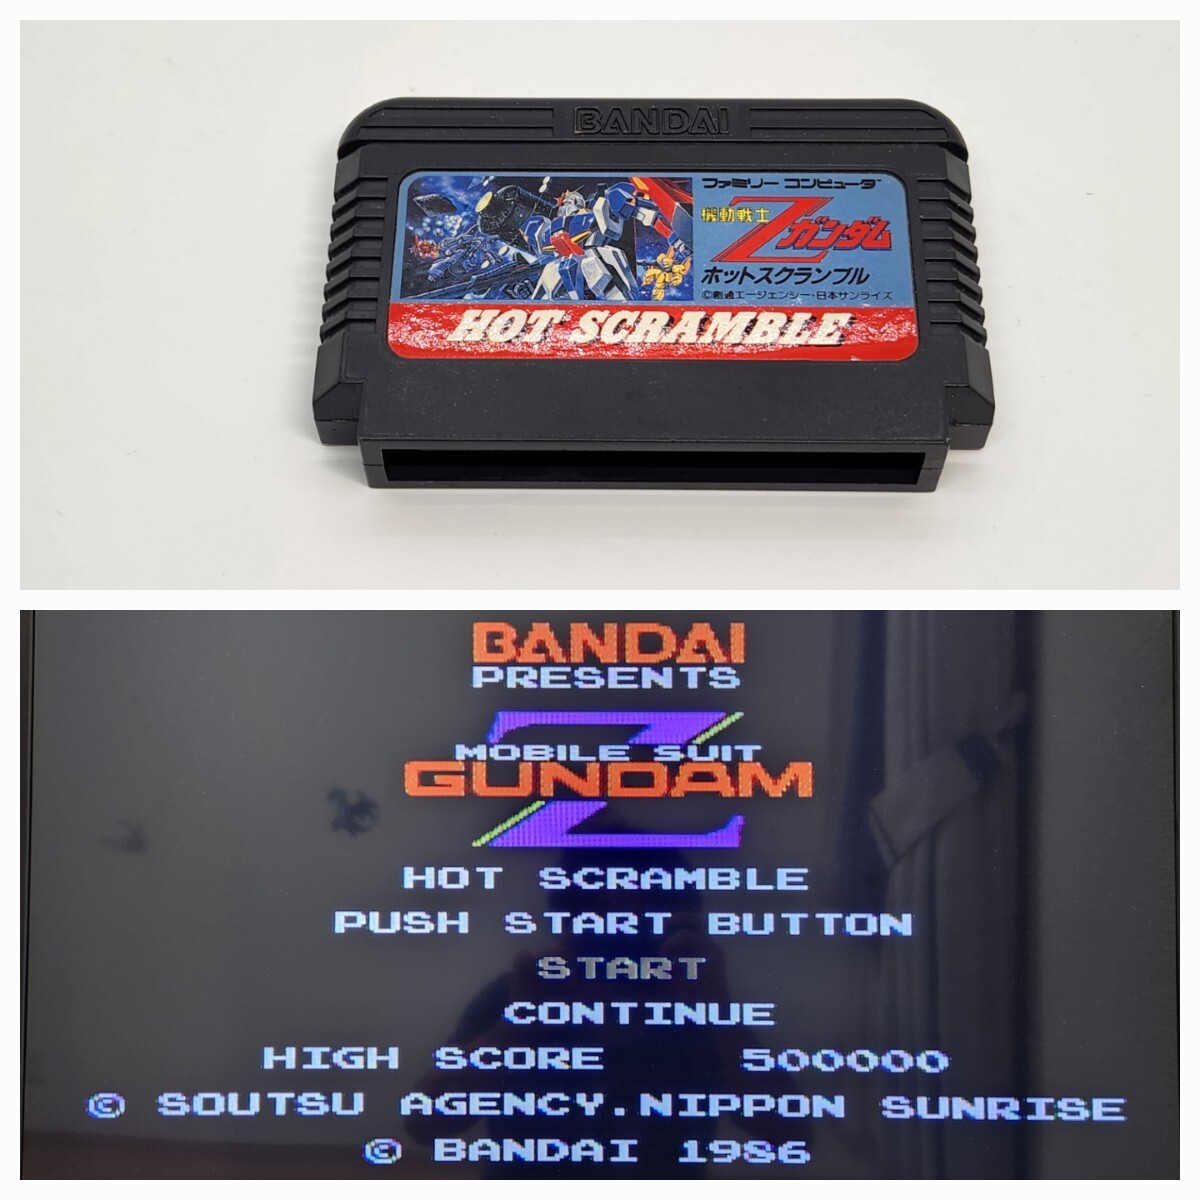 BANDAI
ファミリー コンピュータ
機動戦士
Zガンダム
ホットスクランブル
©創通エージェンシー・日本サンライズ
HOT SCRAMBLE
BANDAI
PRESENTS
Z
MOBILE SUIT
GUNDAM
HOT SCRAMBLE
PUSH START BUTTON
START
CONTINUE
HIGH SCORE 500000
© SOUTSU AGENCY.NIPPON SUNRISE
© BANDAI 1986